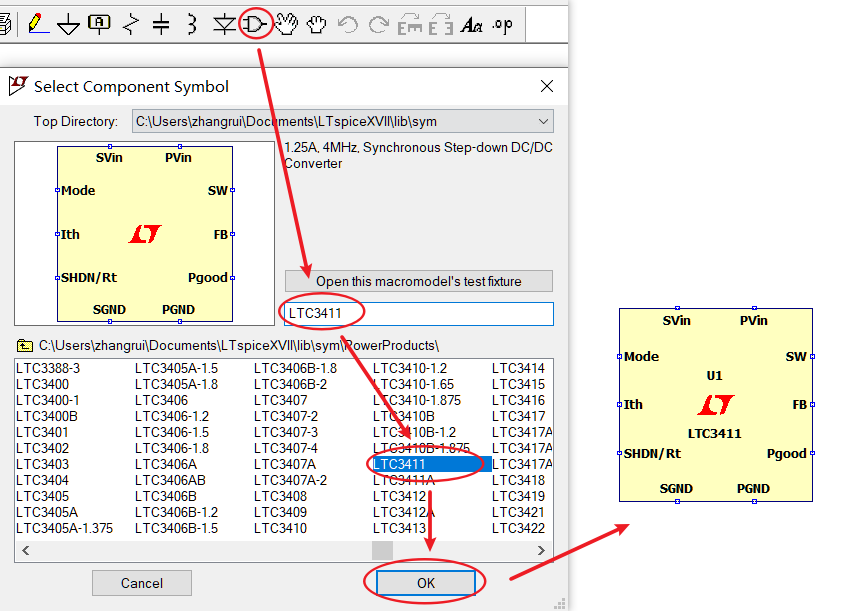 A
Aa .op
Select Component Symbol
Top Directory: C:\Users\zhangrui\Documents\LTspiceXVII\lib\sym
1.25A, 4MHz, Synchronous Step-down DC/DC
Converter
SVin PVin
Mode SW
Ith FB
SHDN/Rt Pgood
SGND PGND
Open this macromodel's test fixture
LTC3411
C:\Users\zhangrui\Documents\LTspiceXVII\lib\sym\PowerProducts\
LTC3388-3 LTC3405A-1.5 LTC3406B-1.8 LTC3410-1.2 LTC3414
LTC3400 LTC3405A-1.8 LTC3406B-2 LTC3410-1.65 LTC3415
LTC3400-1 LTC3406 LTC3407 LTC3410-1.875 LTC3416
LTC3400B LTC3406-1.2 LTC3407-2 LTC3410B LTC3417
LTC3401 LTC3406-1.5 LTC3407-3 LTC3410B-1.2 LTC3417A
LTC3402 LTC3406-1.8 LTC3407-4 LTC3410B-1.875 LTC3417A
LTC3403 LTC3406A LTC3407A LTC3411 LTC3417A
LTC3404 LTC3406AB LTC3407A-2 LTC3411A LTC3418
LTC3405 LTC3406B LTC3408 LTC3412 LTC3419
LTC3405A LTC3406B-1.2 LTC3409 LTC3412A LTC3421
LTC3405A-1.375 LTC3406B-1.5 LTC3410 LTC3413 LTC3422
Cancel OK
SVin PVin
Mode SW
U1
Ith FB
LTC3411
SHDN/Rt Pgood
SGND PGND